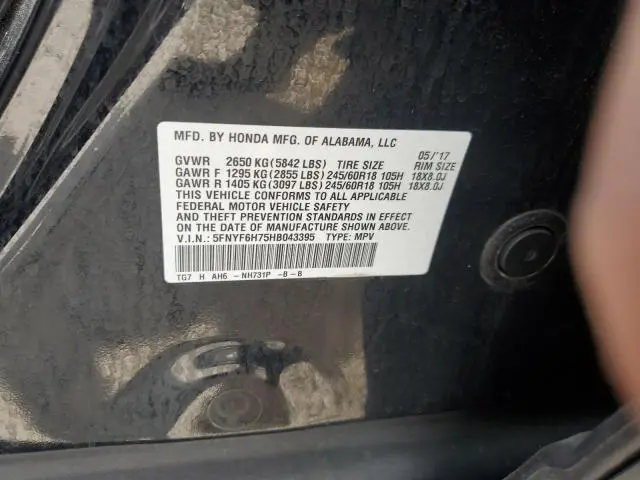 MFD. BY HONDA MFG. OF ALABAMA, LLC
05/'17
GVWR 2650 KG(5842 LBS) TIRE SIZE RIM SIZE
GAWR F 1295 KG(2855 LBS) 245/60R18 105H 18X8.0J
GAWR R 1405 KG(3097 LBS) 245/60R18 105H 18X8.0J
THIS VEHICLE CONFORMS TO ALL APPLICABLE
FEDERAL MOTOR VEHICLE SAFETY
AND THEFT PREVENTION STANDARDS IN EFFECT
ON THE DATE OF MANUFACTURE SHOWN ABOVE.
V.I.N.: 5FNYF6H75HB043395 TYPE: MPV
TG7 H AH6 -NH731P -B-B